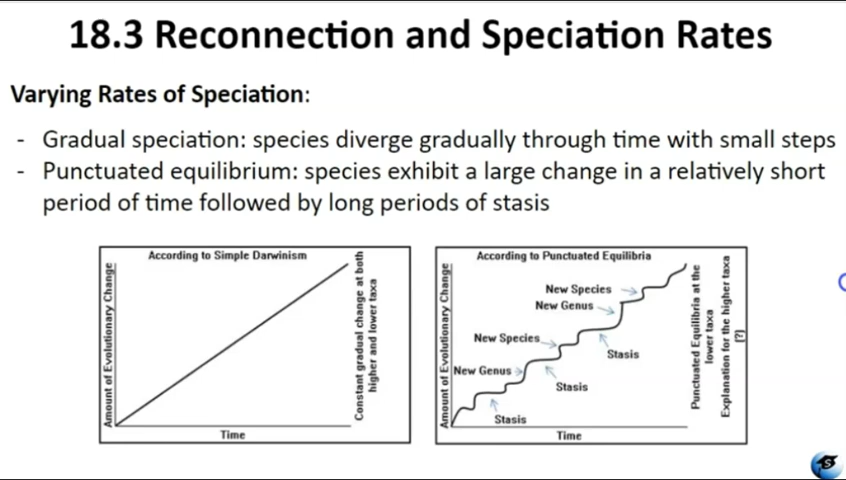 18.3 Reconnection and Speciation Rates
Varying Rates of Speciation:
- Gradual speciation: species diverge gradually through time with small steps
- Punctuated equilibrium: species exhibit a large change in a relatively short
period of time followed by long periods of stasis
According to Simple Darwinism
Amount of Evolutionary Change
Constant gradual change at both
higher and lower taxa
Time
According to Punctuated Equilibria
Amount of Evolutionary Change
New Species
New Genus
New Species
Stasis
New Genus
Stasis
Stasis
Punctuated Equilibria at the
lower taxa
Explanation for the higher taxa
[?]
Time
S